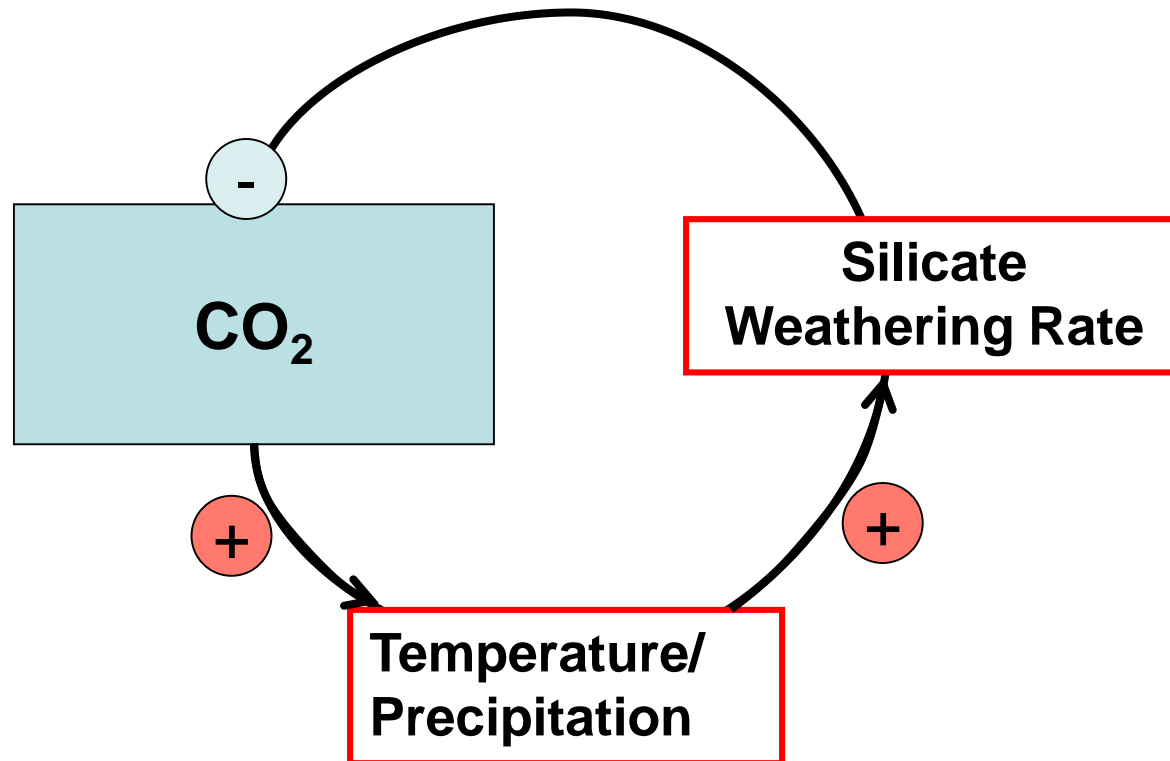 -
CO₂
Silicate
Weathering Rate
+
+
Temperature/
Precipitation